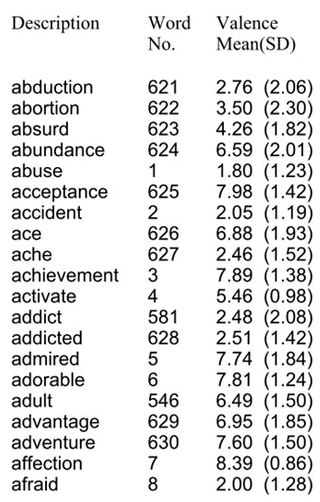 Description Word Valence
No. Mean(SD)
abduction 621 2.76 (2.06)
abortion 622 3.50 (2.30)
absurd 623 4.26 (1.82)
abundance 624 6.59 (2.01)
abuse 1 1.80 (1.23)
acceptance 625 7.98 (1.42)
accident 2 2.05 (1.19)
ace 626 6.88 (1.93)
ache 627 2.46 (1.52)
achievement 3 7.89 (1.38)
activate 4 5.46 (0.98)
addict 581 2.48 (2.08)
addicted 628 2.51 (1.42)
admired 5 7.74 (1.84)
adorable 6 7.81 (1.24)
adult 546 6.49 (1.50)
advantage 629 6.95 (1.85)
adventure 630 7.60 (1.50)
affection 7 8.39 (0.86)
afraid 8 2.00 (1.28)